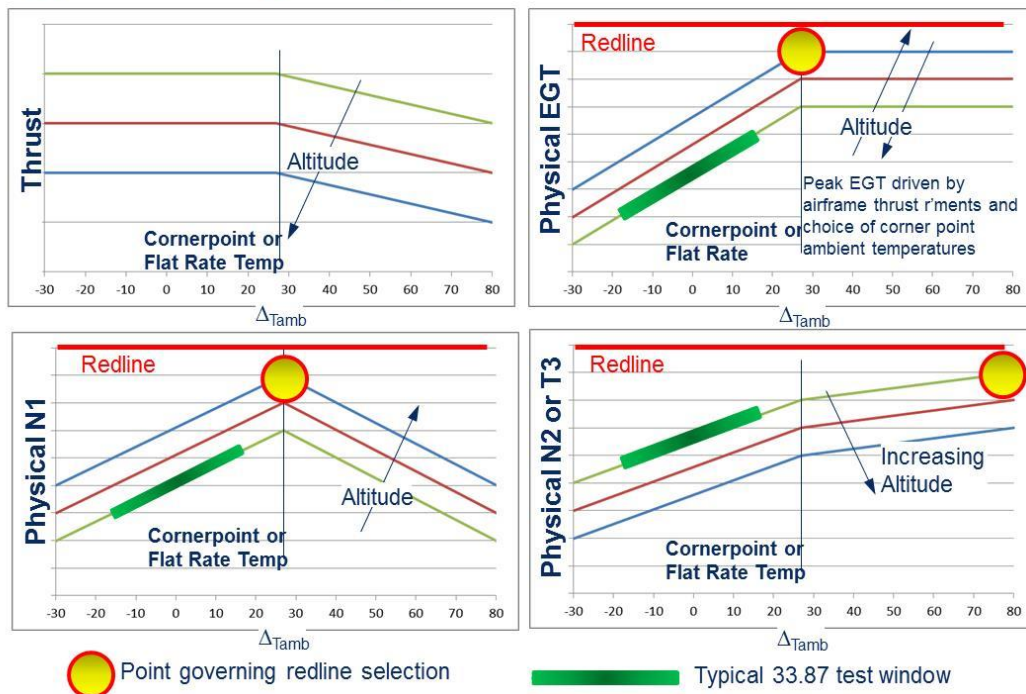 Thrust
Altitude
Cornerpoint or
Flat Rate Temp
-30 -20 -10 0 10 20 30 40 50 60 70 80
ΔTamb
Physical EGT
Redline
Altitude
Peak EGT driven by
airframe thrust r'ments and
choice of corner point
ambient temperatures
Cornerpoint or
Flat Rate
-30 -20 -10 0 10 20 30 40 50 60 70 80
ΔTamb
Physical N1
Redline
Altitude
Cornerpoint or
Flat Rate Temp
-30 -20 -10 0 10 20 30 40 50 60 70 80
ΔTamb
Physical N2 or T3
Redline
Increasing
Altitude
Cornerpoint or
Flat Rate Temp
-30 -20 -10 0 10 20 30 40 50 60 70 80
ΔTamb
Point governing redline selection
Typical 33.87 test window